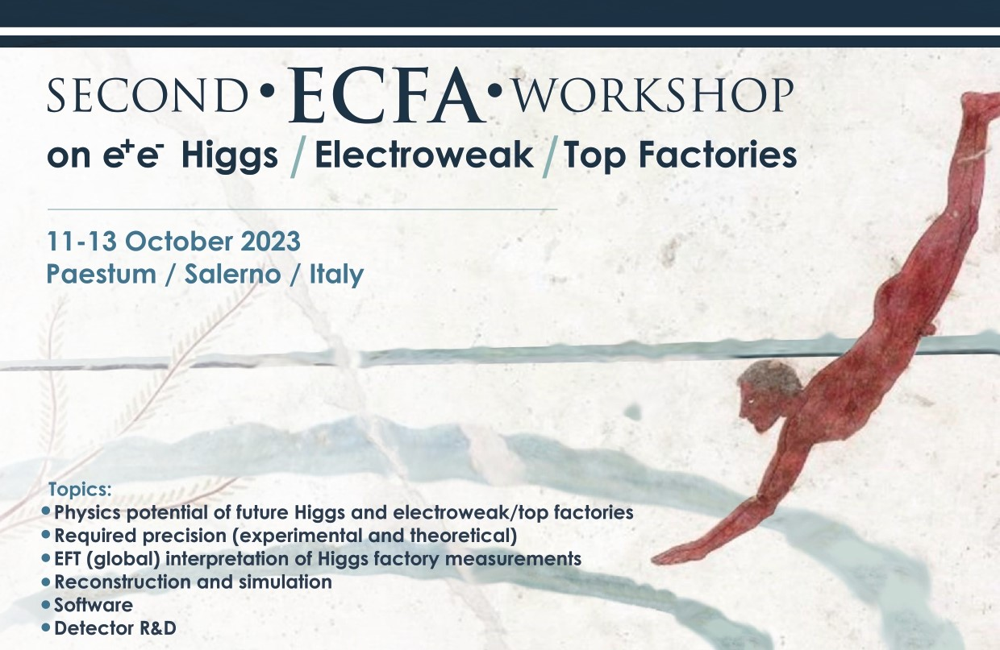 SECOND • ECFA • WORKSHOP
on e+e- Higgs / Electroweak / Top Factories
11-13 October 2023
Paestum / Salerno / Italy
Topics:
• Physics potential of future Higgs and electroweak/top factories
• Required precision (experimental and theoretical)
• EFT (global) interpretation of Higgs factory measurements
• Reconstruction and simulation
• Software
• Detector R&D